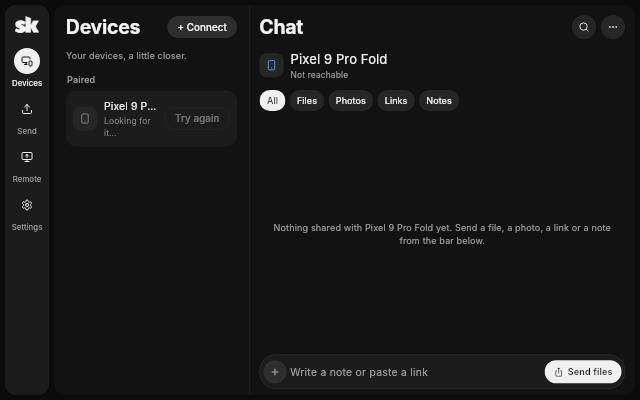 sk
Devices
Send
Remote
Settings
Devices
+ Connect
Your devices, a little closer.
Paired
Pixel 9 P...
Looking for
it...
Try again
Chat
Pixel 9 Pro Fold
Not reachable
All
Files
Photos
Links
Notes
Nothing shared with Pixel 9 Pro Fold yet. Send a file, a photo, a link or a note
from the bar below.
Write a note or paste a link
Send files